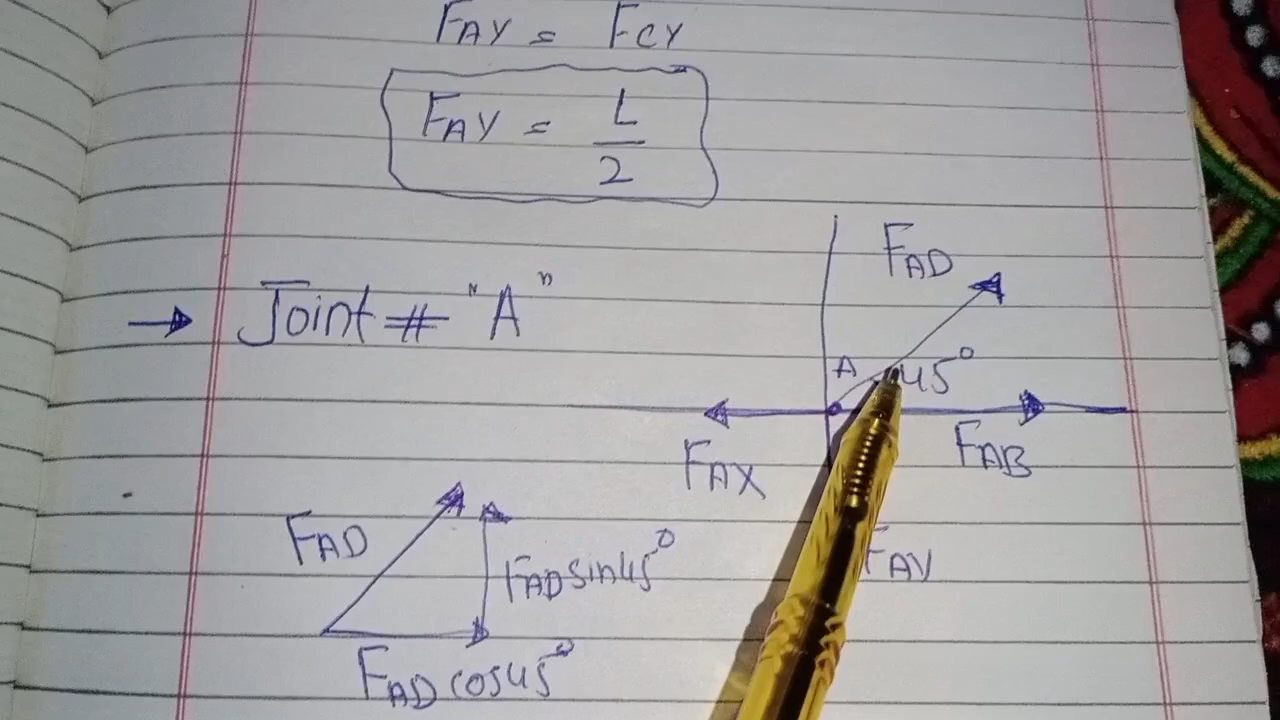 FAY = FCY
FAY = L
2
→ Joint # "A"
FAD
A 45°
FAX
FAB
FAD
FAD sin45°
FAY
FAD cos45°